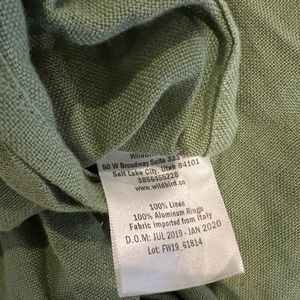 50 W Broadway Suite 333
Salt Lake City, Utah 84101
3856455228
www.wildbird.co
100% Linen
100% Aluminum Rings
Fabric Imported from Italy
D.O.M: JUL 2019 - JAN 2020
Lot: FW19_61814